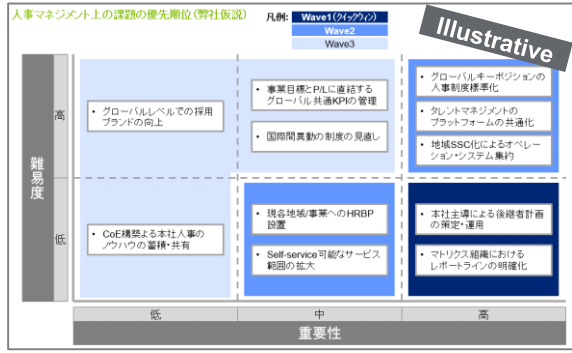 人事マネジメント上の課題の優先順位(弊社仮説)
凡例:
Wave1(クイックウィン)
Wave2
Wave3
Illustrative
難易度
高
• グローバルレベルでの採用
ブランドの向上
• 事業目標とP/Lに直結する
グローバル共通KPIの管理
• 国際間異動の制度の見直し
• グローバルキーポジションの
人事制度標準化
• タレントマネジメントの
プラットフォームの共通化
• 地域SSC化によるオペレー
ション・システム集約
低
• CoE構築よる本社人事の
ノウハウの蓄積・共有
• 現各地域/事業へのHRBP
設置
• Self-service可能なサービス
範囲の拡大
• 本社主導による後継者計画
の策定・運用
• マトリクス組織における
レポートラインの明確化
低
中
高
重要性